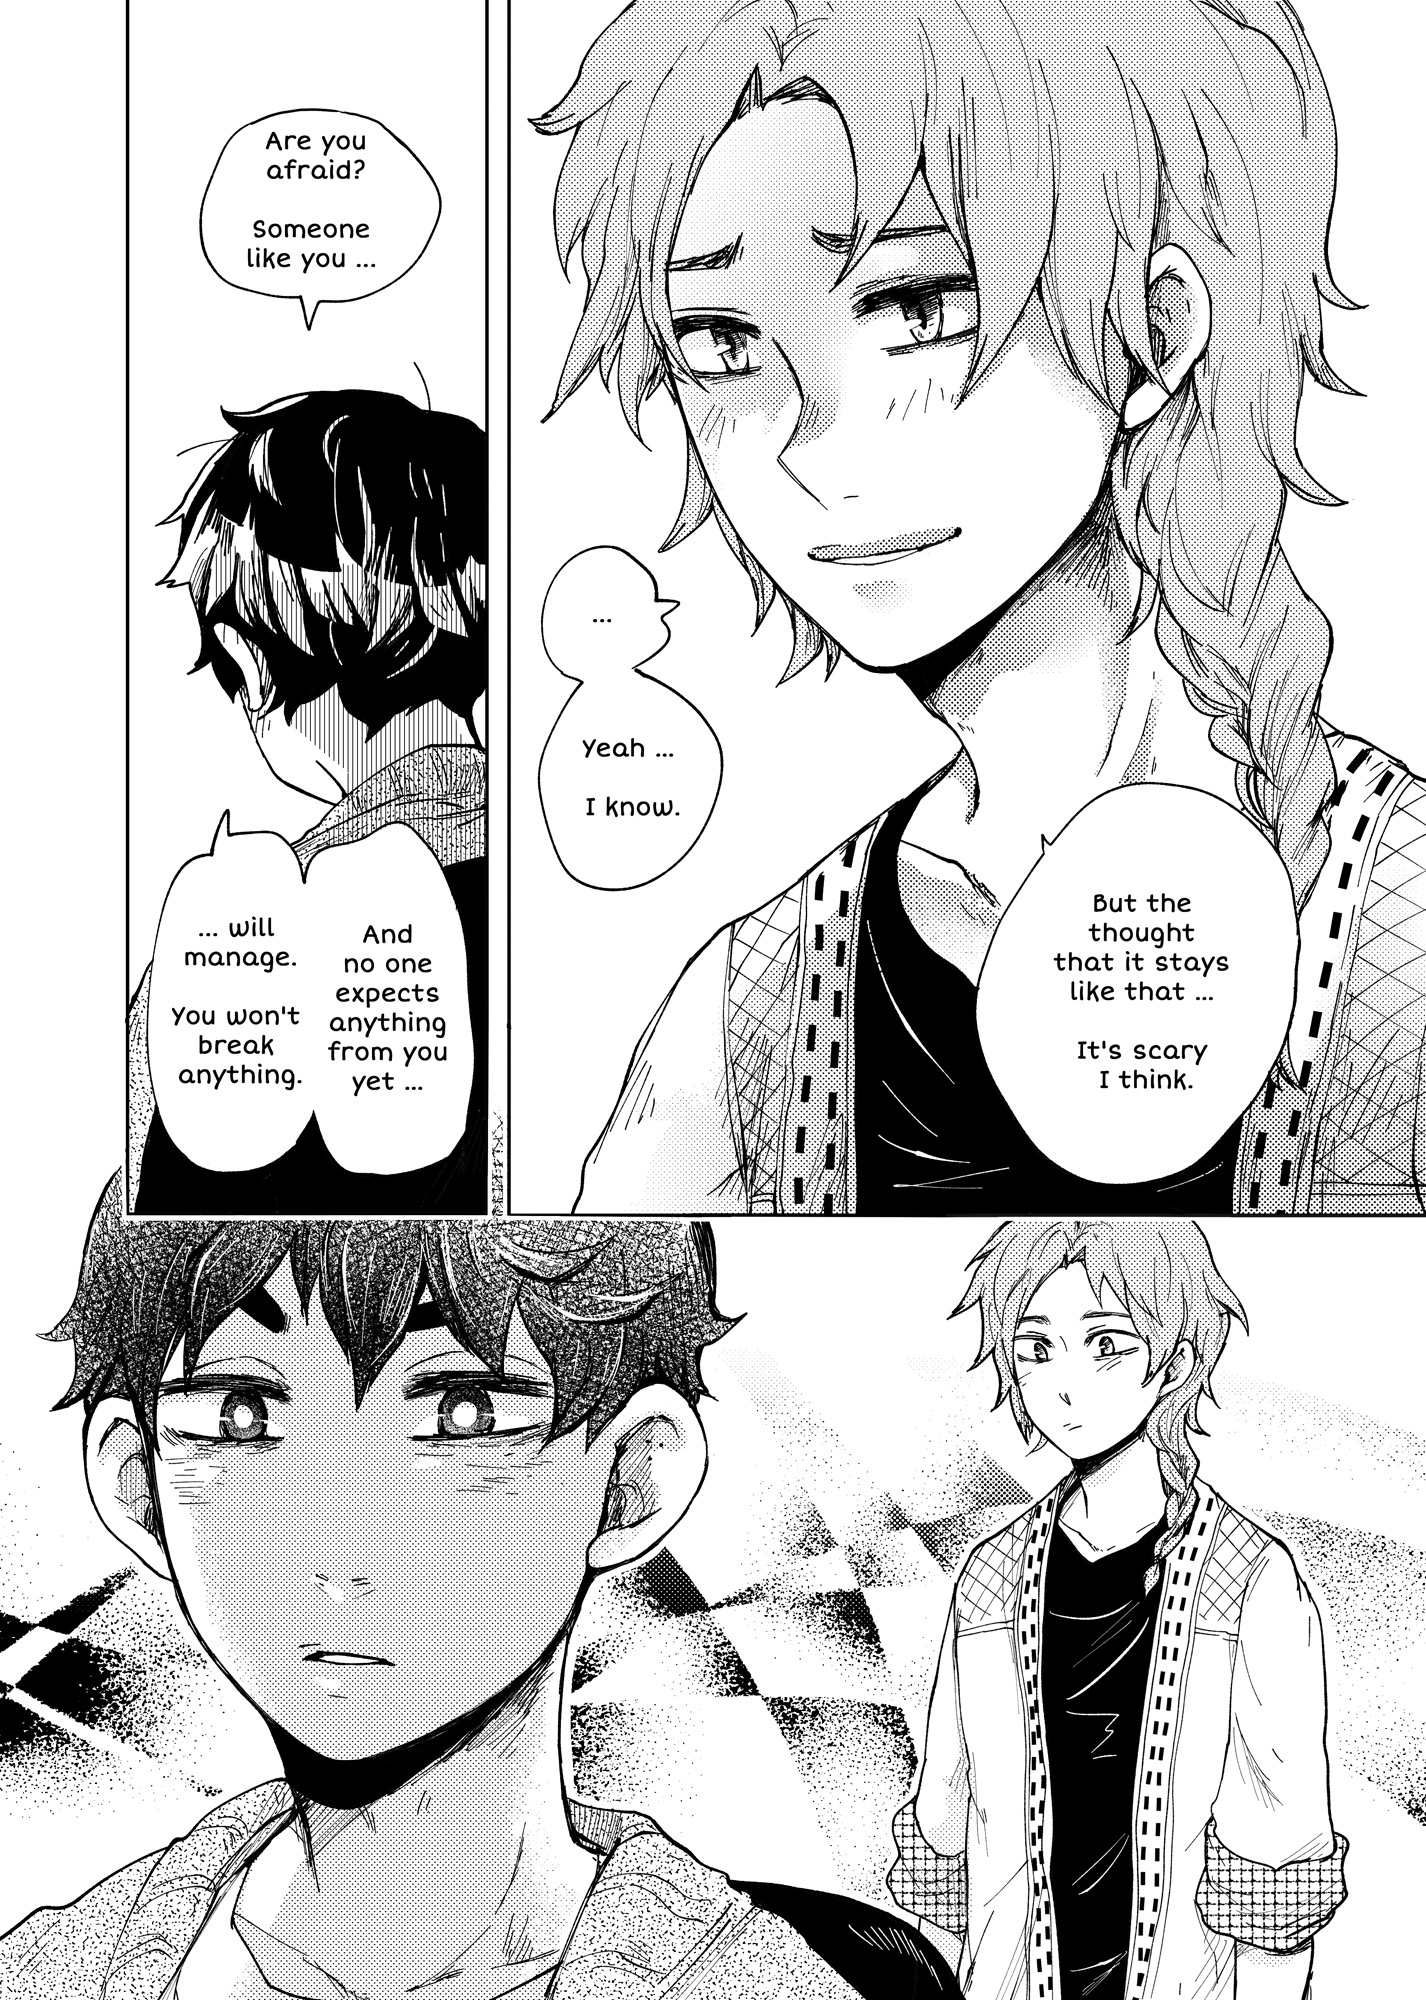 Are you
afraid?
Someone
like you ...
... will
manage.
You won't
break
anything.
And
no one
expects
anything
from you
yet ...
...
Yeah ...
I know.
But the
thought
that it stays
like that ...
It's scary
I think.